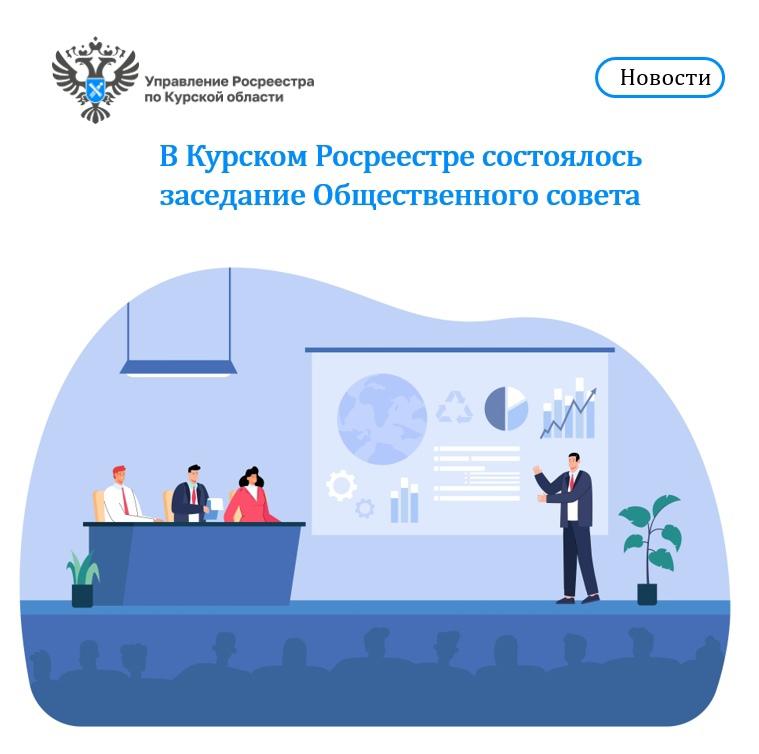 Управление Росреестра
по Курской области
Новости
В Курском Росреестре состоялось
заседание Общественного совета